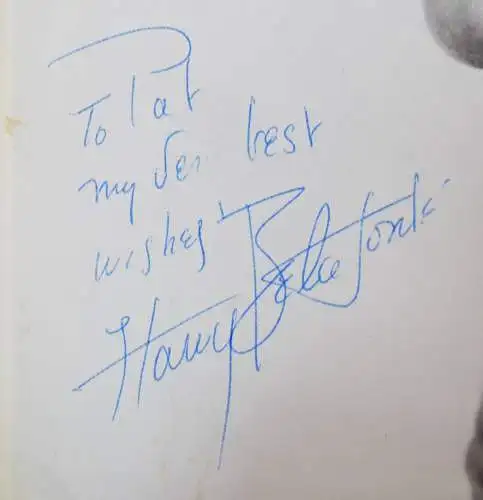 To Pat
my very best
wishes
Harry Belafonte